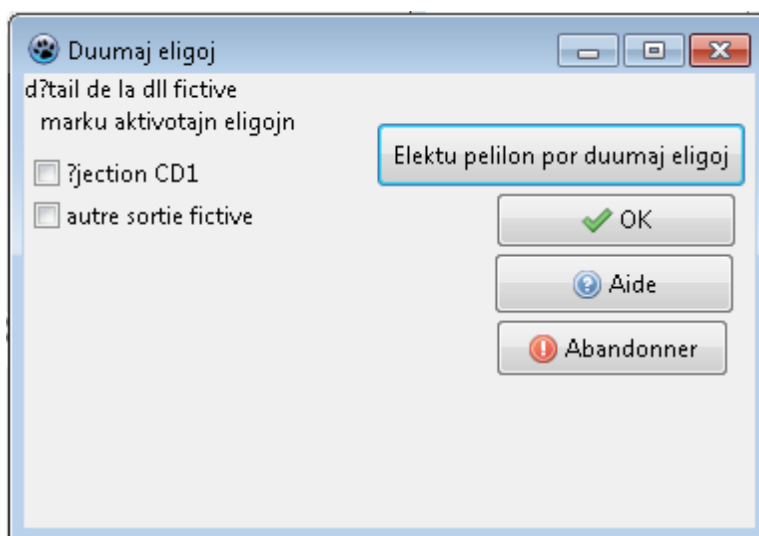 Duumaj eligoj
d?tail de la dll fictive
marku aktivotajn eligojn
Elektu pelilon por duumaj eligoj
?jection CD1
autre sortie fictive
OK
Aide
Abandonner